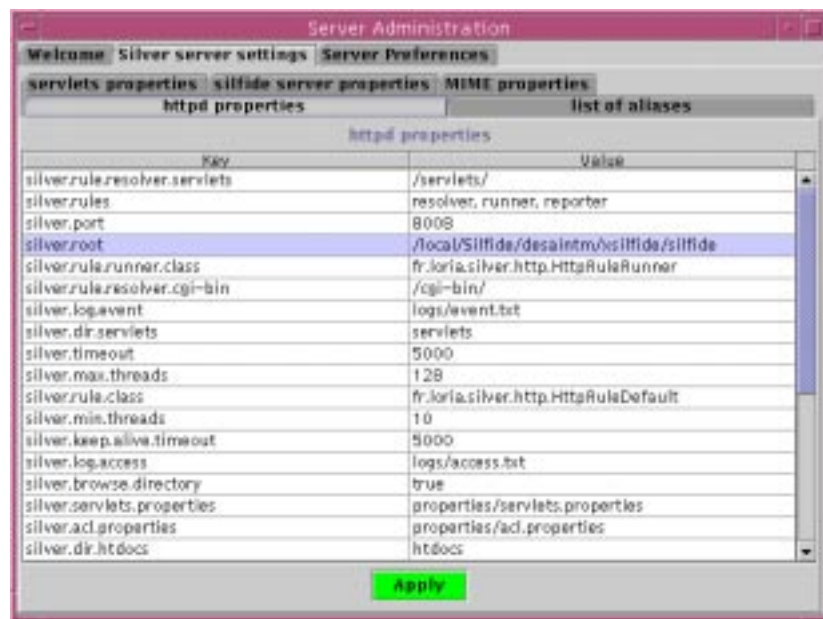 Server Administration
Welcome Silver server settings Server Preferences
servlets properties silfide server properties MIME properties
httpd properties list of aliases
httpd properties
Key Value
silver.rule.resolver.servlets /servlets/
silver.rules resolver, runner, reporter
silver.port 8008
silver.root /local/Silfide/desaintm/xsilfide/silfide
silver.rule.runner.class fr.loria.silver.http.HttpRuleRunner
silver.rule.resolver.cgi-bin /cgi-bin/
silver.log.event logs/event.txt
silver.dir.servlets servlets
silver.timeout 5000
silver.max.threads 128
silver.rule.class fr.loria.silver.http.HttpRuleDefault
silver.min.threads 10
silver.keep.alive.timeout 5000
silver.log.access logs/access.txt
silver.browse.directory true
silver.servlets.properties properties/servlets.properties
silver.acl.properties properties/acl.properties
silver.dir.htdocs htdocs
Apply